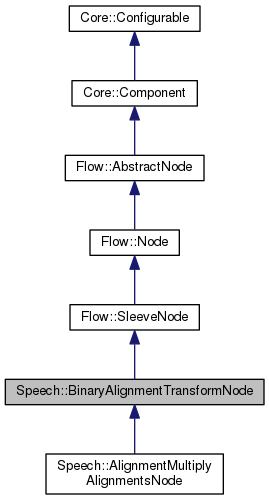 Core::Configurable
Core::Component
Flow::AbstractNode
Flow::Node
Flow::SleeveNode
Speech::BinaryAlignmentTransformNode
Speech::AlignmentMultiply
AlignmentsNode